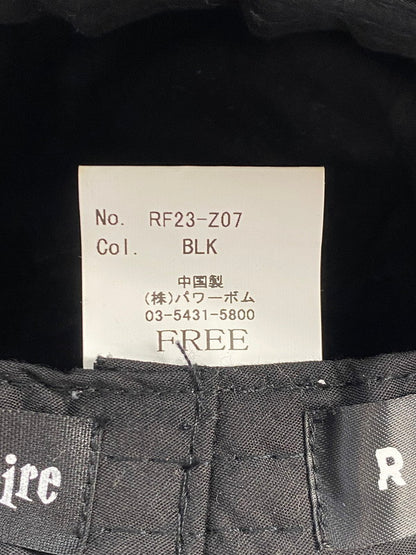 No. RF23-Z07
Col. BLK
中国製
(株)パワーボム
03-5431-5800
FREE
ire
R